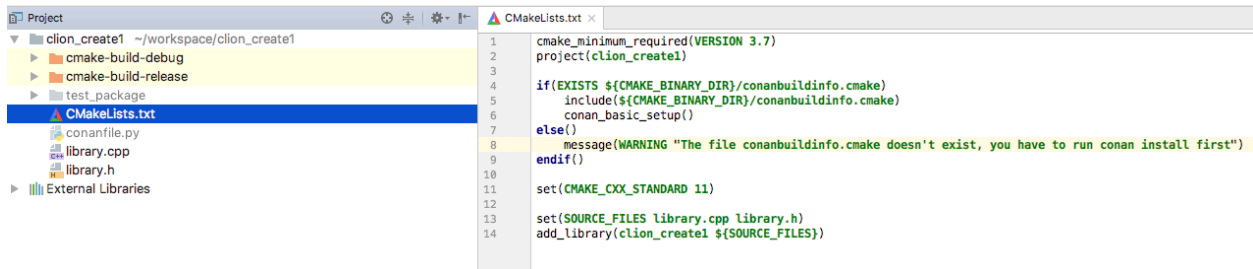 Project
clion_create1 ~/workspace/clion_create1
cmake-build-debug
cmake-build-release
test_package
CMakeLists.txt
conanfile.py
library.cpp
library.h
External Libraries
CMakeLists.txt
1 cmake_minimum_required(VERSION 3.7)
2 project(clion_create1)
3
4 if(EXISTS ${CMAKE_BINARY_DIR}/conanbuildinfo.cmake)
5 include(${CMAKE_BINARY_DIR}/conanbuildinfo.cmake)
6 conan_basic_setup()
7 else()
8 message(WARNING "The file conanbuildinfo.cmake doesn't exist, you have to run conan install first")
9 endif()
10
11 set(CMAKE_CXX_STANDARD 11)
12
13 set(SOURCE_FILES library.cpp library.h)
14 add_library(clion_create1 ${SOURCE_FILES})